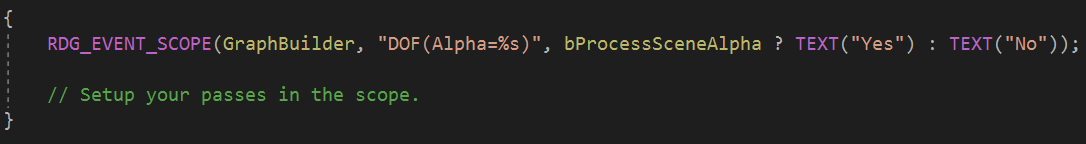 {
RDG_EVENT_SCOPE(GraphBuilder, "DOF(Alpha=%s)", bProcessSceneAlpha ? TEXT("Yes") : TEXT("No"));
// Setup your passes in the scope.
}